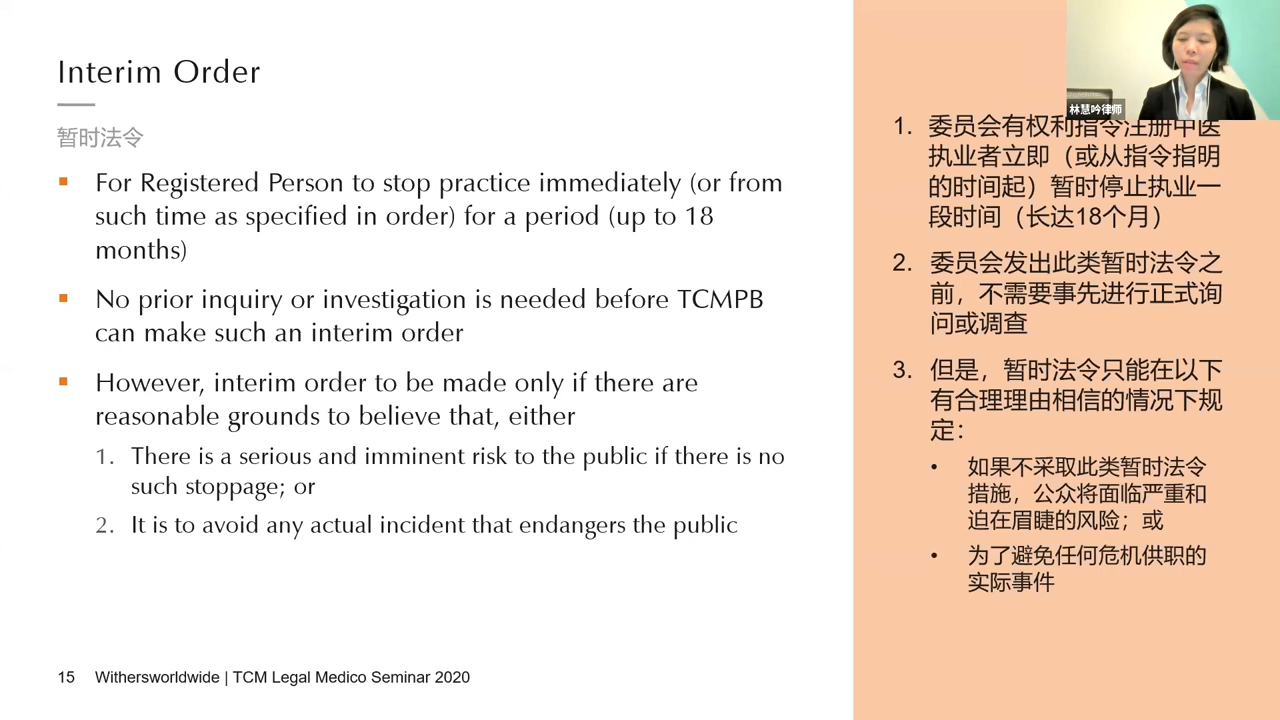 Interim Order
暂时法令
▪ For Registered Person to stop practice immediately (or from
such time as specified in order) for a period (up to 18
months)
▪ No prior inquiry or investigation is needed before TCMPB
can make such an interim order
▪ However, interim order to be made only if there are
reasonable grounds to believe that, either
1. There is a serious and imminent risk to the public if there is no
such stoppage; or
2. It is to avoid any actual incident that endangers the public
15 Withersworldwide | TCM Legal Medico Seminar 2020
林慧吟律师
1. 委员会有权利指令注册中医
执业者立即（或从指令指明
的时间起）暂时停止执业一
段时间（长达18个月）
2. 委员会发出此类暂时法令之
前，不需要事先进行正式询
问或调查
3. 但是，暂时法令只能在以下
有合理理由相信的情况下规
定：
• 如果不采取此类暂时法令
措施，公众将面临严重和
迫在眉睫的风险；或
• 为了避免任何危机供职的
实际事件